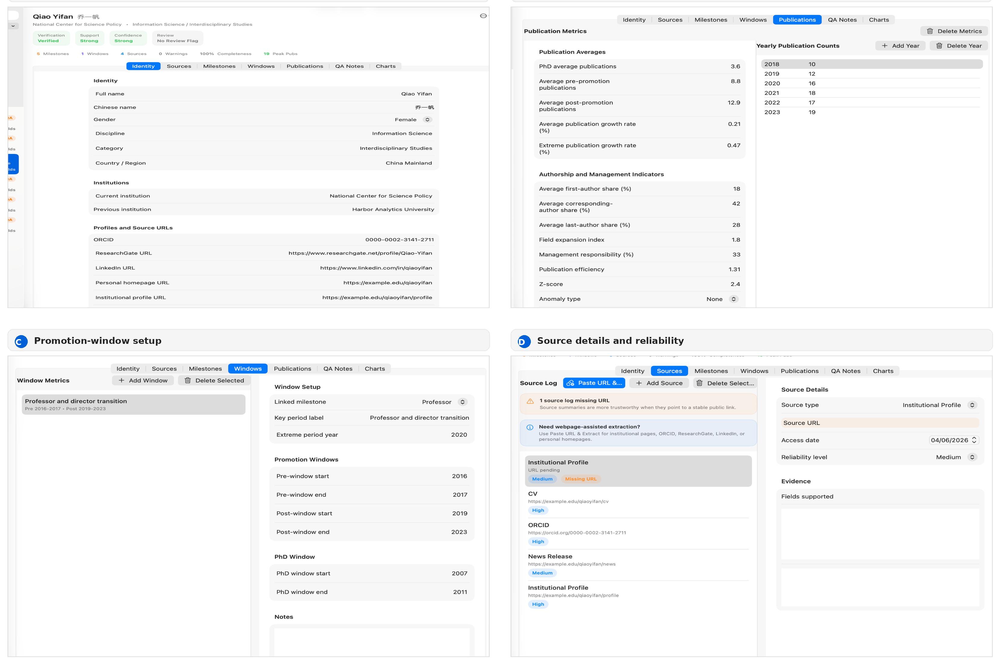 Qiao Yifan 乔一帆
National Center for Science Policy • Information Science / Interdisciplinary Studies
Verification
Verified
Support
Strong
Confidence
Strong
Review
No Review Flag
5 Milestones 1 Windows 4 Sources 0 Warnings 100% Completeness 19 Peak Pubs
Identity Sources Milestones Windows Publications QA Notes Charts
lds
lds
e
lds
lds
lds
lds
Identity
Full name Qiao Yifan
Chinese name 乔一帆
Gender Female
Discipline Information Science
Category Interdisciplinary Studies
Country / Region China Mainland
Institutions
Current institution National Center for Science Policy
Previous institution Harbor Analytics University
Profiles and Source URLs
ORCID 0000-0002-3141-2711
ResearchGate URL https://www.researchgate.net/profile/Qiao-Yifan
LinkedIn URL https://www.linkedin.com/in/qiaoyifan
Personal homepage URL https://example.edu/qiaoyifan
Institutional profile URL https://example.edu/qiaoyifan/profile
Identity Sources Milestones Windows Publications QA Notes Charts
Publication Metrics Delete Metrics
Publication Averages
PhD average publications 3.6
Average pre-promotion 8.8
publications
Average post-promotion 12.9
publications
Average publication growth rate 0.21
(%)
Extreme publication growth rate 0.47
(%)
Authorship and Management Indicators
Average first-author share (%) 18
Average corresponding- 42
author share (%)
Average last-author share (%) 28
Field expansion index 1.8
Management responsibility (%) 33
Publication efficiency 1.31
Z-score 2.4
Anomaly type None
Yearly Publication Counts + Add Year Delete Year
2018 10
2019 12
2020 16
2021 18
2022 17
2023 19
C Promotion-window setup
Identity Sources Milestones Windows Publications QA Notes Charts
Window Metrics + Add Window Delete Selected
Professor and director transition
Pre 2016-2017 • Post 2019-2023
Window Setup
Linked milestone Professor
Key period label Professor and director transition
Extreme period year 2020
Promotion Windows
Pre-window start 2016
Pre-window end 2017
Post-window start 2019
Post-window end 2023
PhD Window
PhD window start 2007
PhD window end 2011
Notes
D Source details and reliability
Identity Sources Milestones Windows Publications QA Notes Charts
Source Log Paste URL &... + Add Source Delete Select...
1 source log missing URL
Source summaries are more trustworthy when they point to a stable public link.
Need webpage-assisted extraction?
Use Paste URL & Extract for institutional pages, ORCID, ResearchGate, LinkedIn, or
personal homepages.
Institutional Profile
URL pending
Medium Missing URL
CV
https://example.edu/qiaoyifan/cv
High
ORCID
https://orcid.org/0000-0002-3141-2711
High
News Release
https://example.edu/qiaoyifan/news
Medium
Institutional Profile
https://example.edu/qiaoyifan/profile
High
Source Details
Source type Institutional Profile
Source URL
Access date 04/06/2026
Reliability level Medium
Evidence
Fields supported